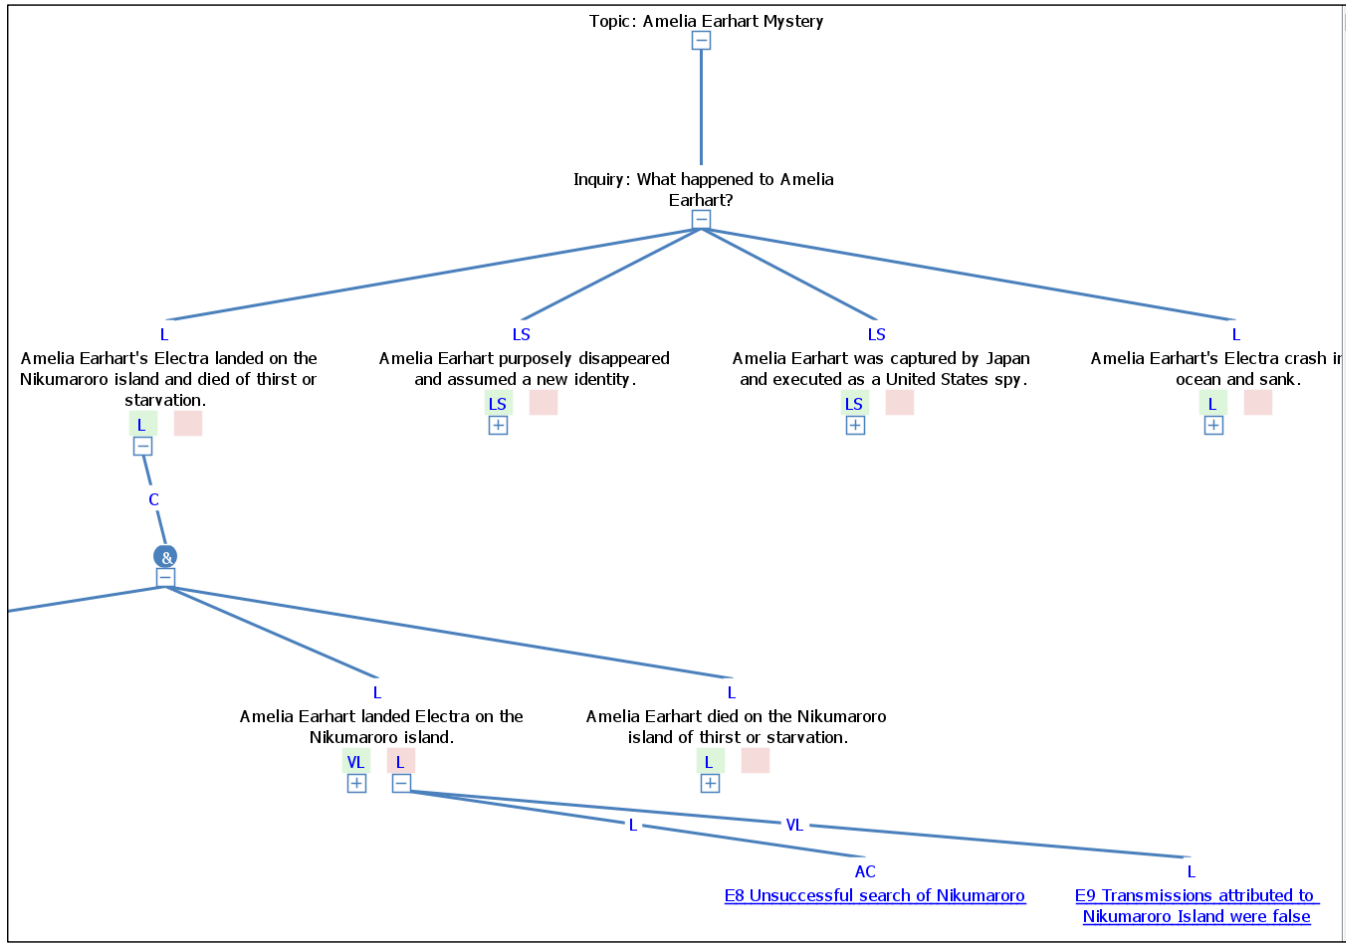 Topic: Amelia Earhart Mystery
Inquiry: What happened to Amelia
Earhart?
L
Amelia Earhart's Electra landed on the
Nikumaroro island and died of thirst or
starvation.
L
LS
Amelia Earhart purposely disappeared
and assumed a new identity.
LS
LS
Amelia Earhart was captured by Japan
and executed as a United States spy.
LS
L
Amelia Earhart's Electra crash in
ocean and sank.
L
C
&
L
Amelia Earhart landed Electra on the
Nikumaroro island.
VL L
L
Amelia Earhart died on the Nikumaroro
island of thirst or starvation.
L
L
VL
AC
E8 Unsuccessful search of Nikumaroro
L
E9 Transmissions attributed to
Nikumaroro Island were false